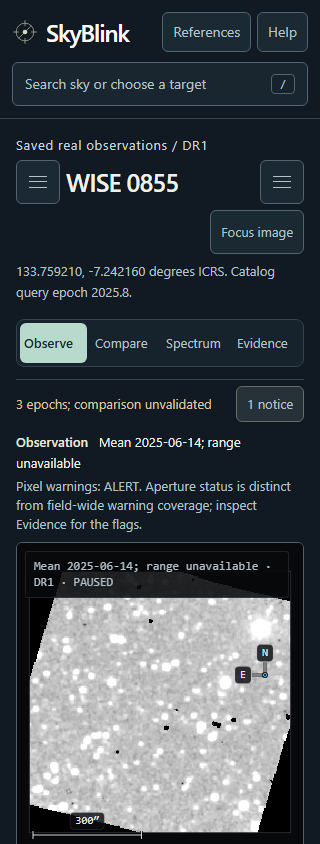 SkyBlink
References
Help
Search sky or choose a target
/
Saved real observations / DR1
WISE 0855
Focus image
133.759210, -7.242160 degrees ICRS. Catalog
query epoch 2025.8.
Observe
Compare
Spectrum
Evidence
3 epochs; comparison unvalidated
1 notice
Observation Mean 2025-06-14; range
unavailable
Pixel warnings: ALERT. Aperture status is distinct
from field-wide warning coverage; inspect
Evidence for the flags.
Mean 2025-06-14; range unavailable ·
DR1 · PAUSED
N
E
300″